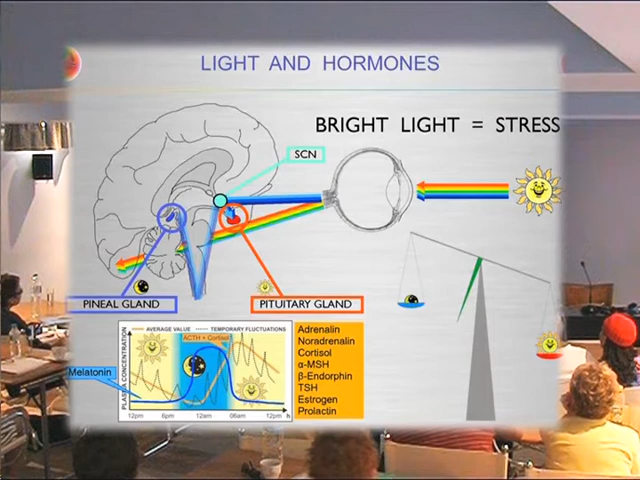 LIGHT AND HORMONES
BRIGHT LIGHT = STRESS
SCN
PINEAL GLAND
PITUITARY GLAND
AVERAGE VALUE
TEMPORARY FLUCTUATIONS
ACTH + Cortisol
PLASMA CONCENTRATION
Melatonin
12pm 6pm 12am 06am 12pm h
Adrenalin
Noradrenalin
Cortisol
α-MSH
β-Endorphin
TSH
Estrogen
Prolactin